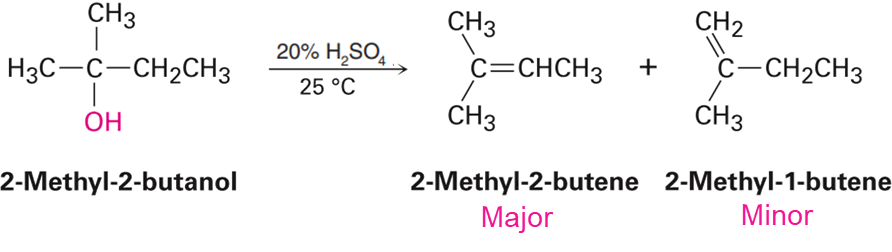 CH3
H3C—C—CH2CH3
OH
20% H2SO4
25 °C
CH3
C=CHCH3
CH3
+
CH2
C—CH2CH3
CH3
2-Methyl-2-butanol
2-Methyl-2-butene
2-Methyl-1-butene
Major
Minor